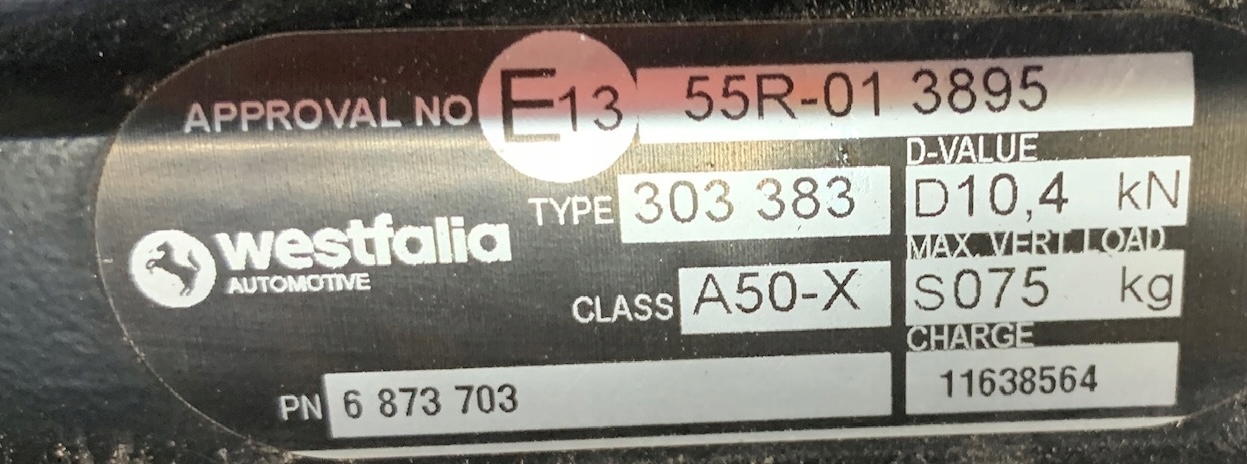 APPROVAL NO E13 55R-01 3895
D-VALUE
TYPE 303 383 D10,4 kN
westfalia
AUTOMOTIVE
MAX. VERT.LOAD
CLASS A50-X S075 kg
CHARGE
PN 6 873 703 11638564